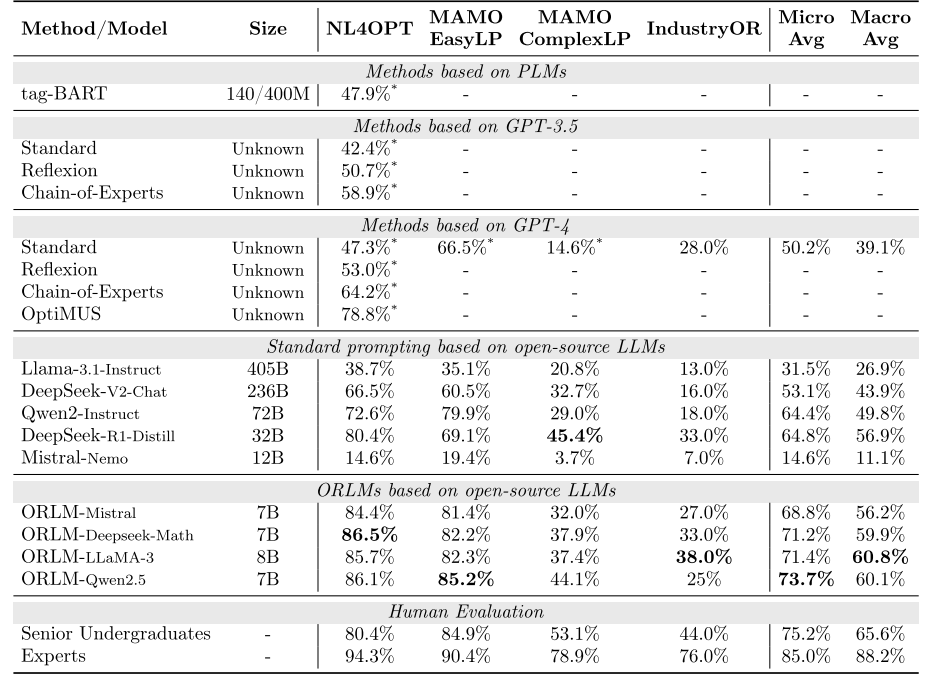 Method/Model Size NL4OPT MAMO EasyLP MAMO ComplexLP IndustryOR Micro Avg Macro Avg
Methods based on PLMs
tag-BART 140/400M 47.9%* - - - - -
Methods based on GPT-3.5
Standard Unknown 42.4%* - - - - -
Reflexion Unknown 50.7%* - - - - -
Chain-of-Experts Unknown 58.9%* - - - - -
Methods based on GPT-4
Standard Unknown 47.3%* 66.5%* 14.6%* 28.0% 50.2% 39.1%
Reflexion Unknown 53.0%* - - - - -
Chain-of-Experts Unknown 64.2%* - - - - -
OptiMUS Unknown 78.8%* - - - - -
Standard prompting based on open-source LLMs
Llama-3.1-Instruct 405B 38.7% 35.1% 20.8% 13.0% 31.5% 26.9%
DeepSeek-V2-Chat 236B 66.5% 60.5% 32.7% 16.0% 53.1% 43.9%
Qwen2-Instruct 72B 72.6% 79.9% 29.0% 18.0% 64.4% 49.8%
DeepSeek-R1-Distill 32B 80.4% 69.1% 45.4% 33.0% 64.8% 56.9%
Mistral-Nemo 12B 14.6% 19.4% 3.7% 7.0% 14.6% 11.1%
ORLMs based on open-source LLMs
ORLM-Mistral 7B 84.4% 81.4% 32.0% 27.0% 68.8% 56.2%
ORLM-Deepseek-Math 7B 86.5% 82.2% 37.9% 33.0% 71.2% 59.9%
ORLM-LLaMA-3 8B 85.7% 82.3% 37.4% 38.0% 71.4% 60.8%
ORLM-Qwen2.5 7B 86.1% 85.2% 44.1% 25% 73.7% 60.1%
Human Evaluation
Senior Undergraduates - 80.4% 84.9% 53.1% 44.0% 75.2% 65.6%
Experts - 94.3% 90.4% 78.9% 76.0% 85.0% 88.2%